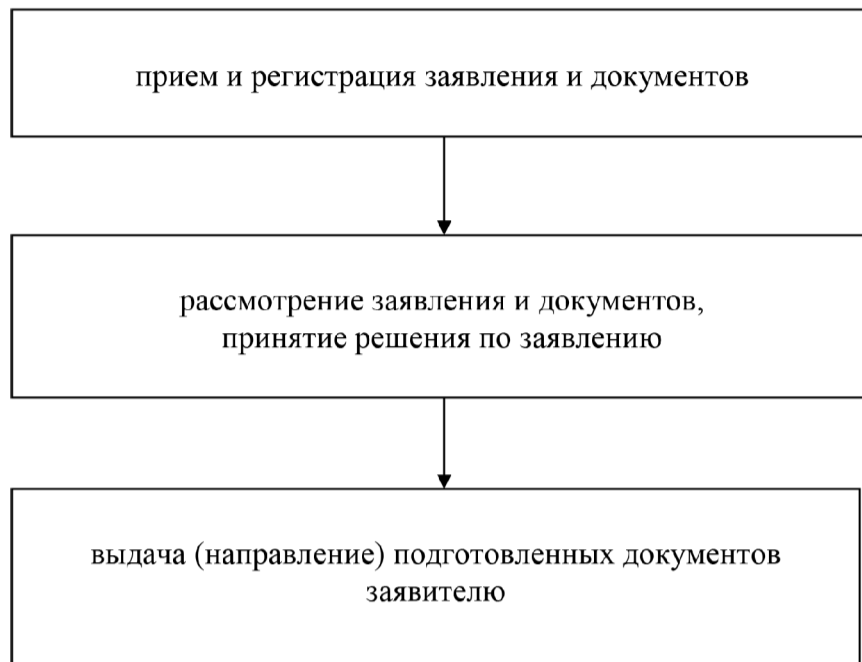 прием и регистрация заявления и документов
рассмотрение заявления и документов,
принятие решения по заявлению
выдача (направление) подготовленных документов
заявителю